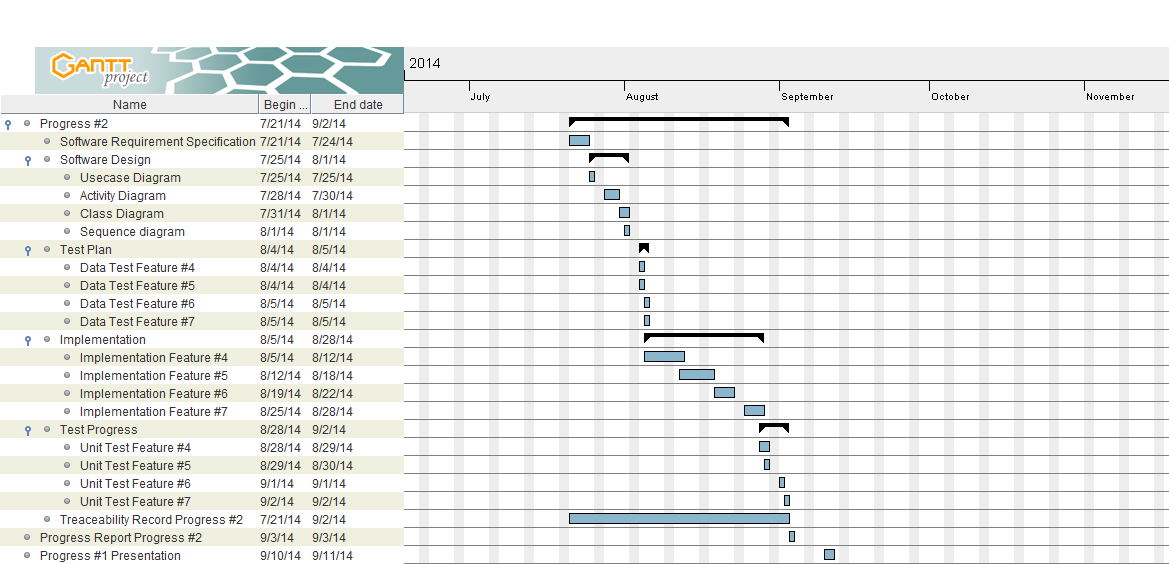 GANTT
project
2014
July August September October November
Name Begin ... End date
Progress #2 7/21/14 9/2/14
Software Requirement Specification 7/21/14 7/24/14
Software Design 7/25/14 8/1/14
Usecase Diagram 7/25/14 7/25/14
Activity Diagram 7/28/14 7/30/14
Class Diagram 7/31/14 8/1/14
Sequence diagram 8/1/14 8/1/14
Test Plan 8/4/14 8/5/14
Data Test Feature #4 8/4/14 8/4/14
Data Test Feature #5 8/4/14 8/4/14
Data Test Feature #6 8/5/14 8/5/14
Data Test Feature #7 8/5/14 8/5/14
Implementation 8/5/14 8/28/14
Implementation Feature #4 8/5/14 8/12/14
Implementation Feature #5 8/12/14 8/18/14
Implementation Feature #6 8/19/14 8/22/14
Implementation Feature #7 8/25/14 8/28/14
Test Progress 8/28/14 9/2/14
Unit Test Feature #4 8/28/14 8/29/14
Unit Test Feature #5 8/29/14 8/30/14
Unit Test Feature #6 9/1/14 9/1/14
Unit Test Feature #7 9/2/14 9/2/14
Treaceability Record Progress #2 7/21/14 9/2/14
Progress Report Progress #2 9/3/14 9/3/14
Progress #1 Presentation 9/10/14 9/11/14